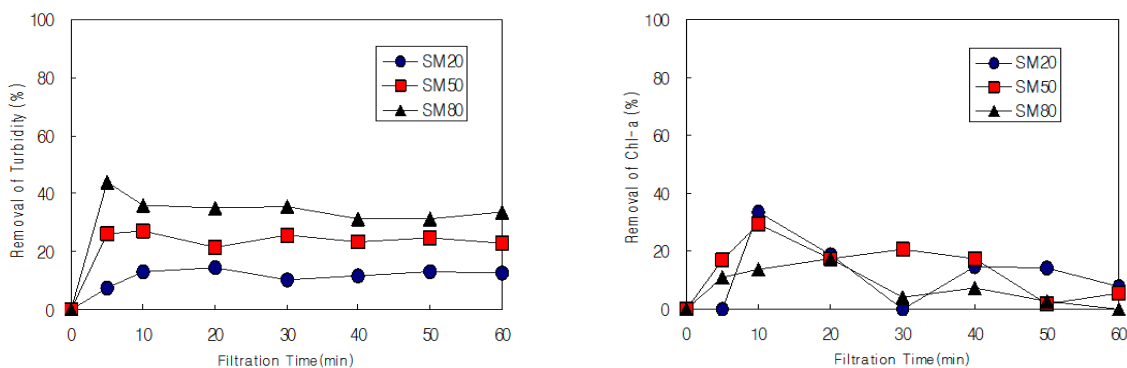 100
80
60
40
20
0
Removal of Turbidity (%)
SM20
SM50
SM80
0 10 20 30 40 50 60
Filtration Time(min)
100
80
60
40
20
0
Removal of Chl-a (%)
SM20
SM50
SM80
0 10 20 30 40 50 60
Filtration Time(min)